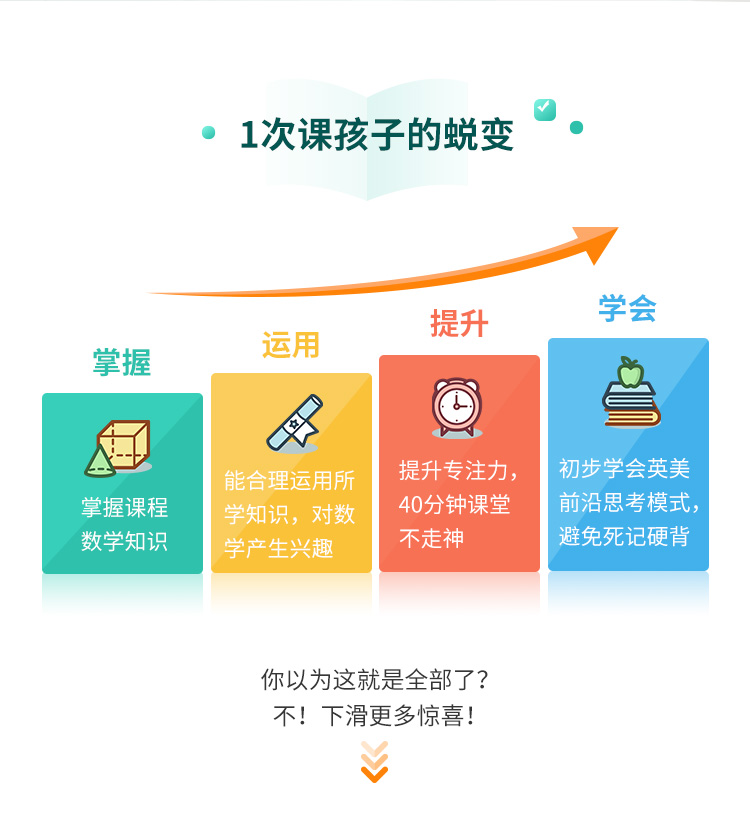 1次课孩子的蜕变
掌握
掌握课程
数学知识
运用
能合理运用所
学知识，对数
学产生兴趣
提升
提升专注力，
40分钟课堂
不走神
学会
初步学会英美
前沿思考模式，
避免死记硬背
你以为这就是全部了？
不！下滑更多惊喜！